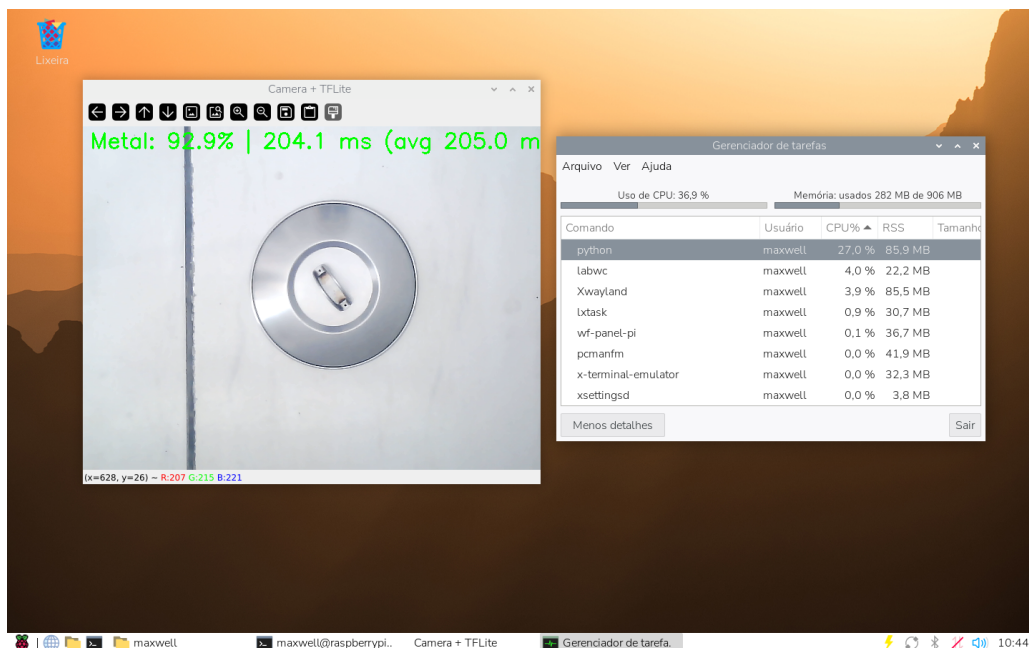 Lixeira
Camera + TFLite
Metal: 92.9% | 204.1 ms (avg 205.0 m
(x=628, y=26) ~ R:207 G:215 B:221
Gerenciador de tarefas
Arquivo Ver Ajuda
Uso de CPU: 36,9 % Memória: usados 282 MB de 906 MB
Comando Usuário CPU% RSS Tamanho
python maxwell 27,0 % 85,9 MB
labwc maxwell 4,0 % 22,2 MB
Xwayland maxwell 3,9 % 85,5 MB
lxtask maxwell 0,9 % 30,7 MB
wf-panel-pi maxwell 0,1 % 36,7 MB
pcmanfm maxwell 0,0 % 41,9 MB
x-terminal-emulator maxwell 0,0 % 32,3 MB
xsettingsd maxwell 0,0 % 3,8 MB
Menos detalhes Sair
maxwell maxwell@raspberrypi.. Camera + TFLite Gerenciador de tarefa. 10:44